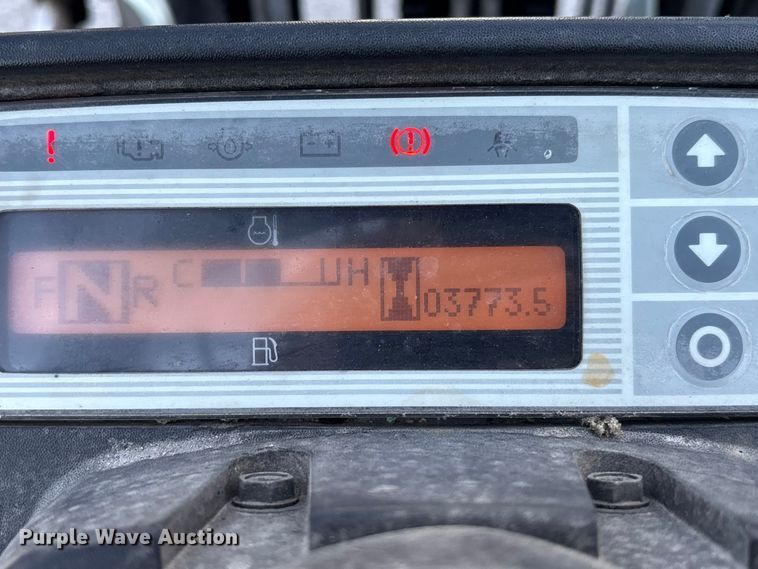 F N R C H 03773.5
Purple Wave Auction